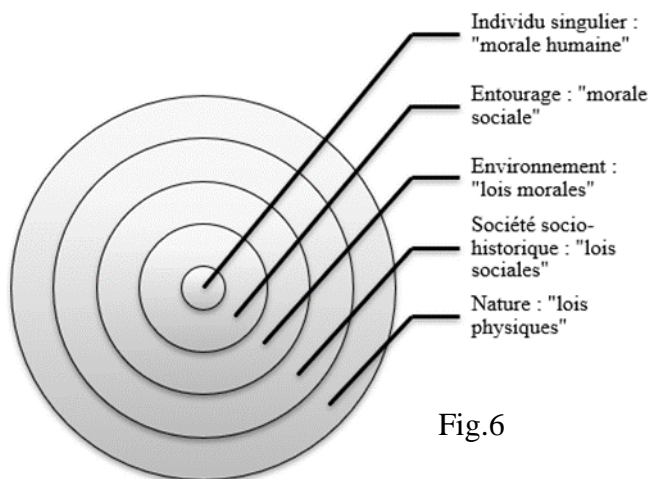 Individu singulier :
"morale humaine"
Entourage : "morale
sociale"
Environnement :
"lois morales"
Société socio-
historique : "lois
sociales"
Nature : "lois
physiques"
Fig.6